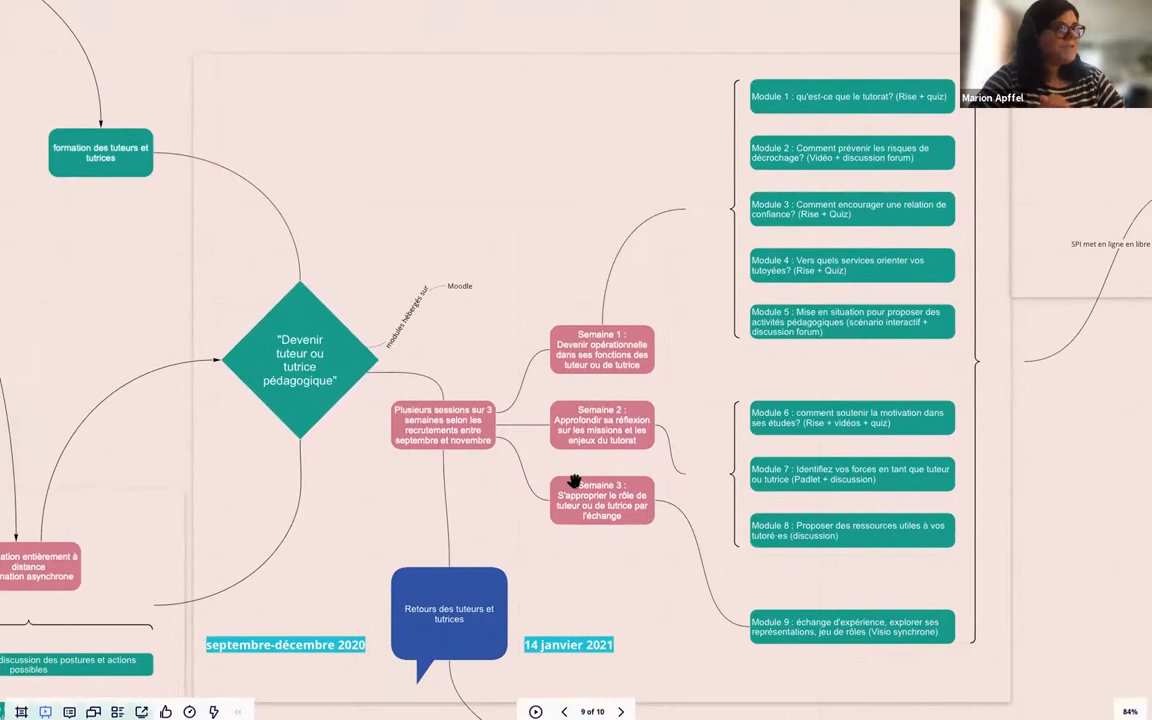 Marion Apffel
formation des tuteurs et
tutrices
"Devenir
tuteur ou
tutrice
pédagogique"
modules hébergés sur
Moodle
Plusieurs sessions sur 3
semaines selon les
recrutements entre
septembre et novembre
Semaine 1 :
Devenir opérationnelle
dans ses fonctions des
tuteur ou de tutrice
Semaine 2 :
Approfondir sa réflexion
sur les missions et les
enjeux du tutorat
Semaine 3 :
S'approprier le rôle de
tuteur ou de tutrice par
l'échange
Module 1 : qu'est-ce que le tutorat? (Rise + quiz)
Module 2 : Comment prévenir les risques de
décrochage? (Vidéo + discussion forum)
Module 3 : Comment encourager une relation de
confiance? (Rise + Quiz)
Module 4 : Vers quels services orienter vos
tutoyées? (Rise + Quiz)
Module 5 : Mise en situation pour proposer des
activités pédagogiques (scénario interactif +
discussion forum)
Module 6 : comment soutenir la motivation dans
ses études? (Rise + vidéos + quiz)
Module 7 : Identifiez vos forces en tant que tuteur
ou tutrice (Padlet + discussion)
Module 8 : Proposer des ressources utiles à vos
tutoré·es (discussion)
Module 9 : échange d'expérience, explorer ses
représentations, jeu de rôles (Visio synchrone)
SPI met en ligne en libre
ation entièrement à
distance
mation asynchrone
discussion des postures et actions
possibles
Retours des tuteurs et
tutrices
septembre-décembre 2020
14 janvier 2021
9 of 10
84%